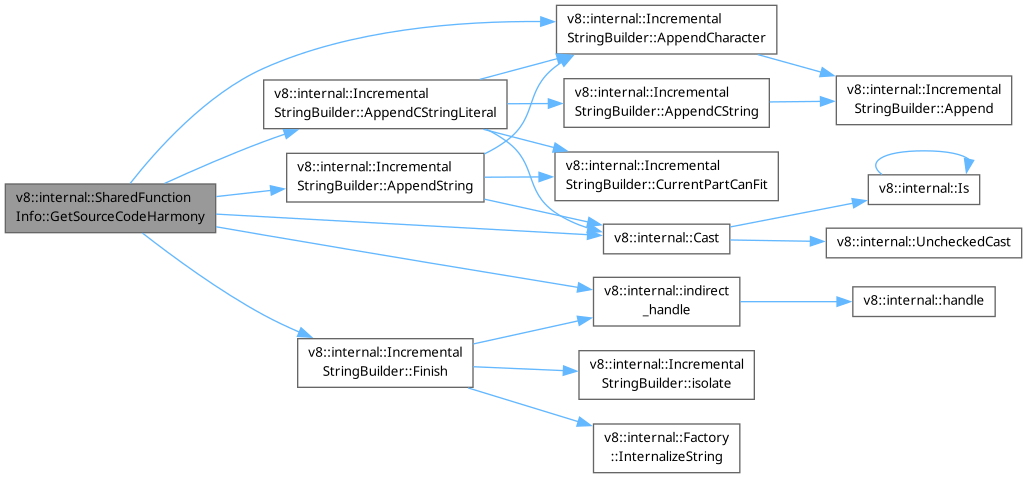 v8::internal::Incremental
StringBuilder::AppendCharacter
v8::internal::Incremental
StringBuilder::AppendCStringLiteral
v8::internal::Incremental
StringBuilder::AppendCString
v8::internal::Incremental
StringBuilder::Append
v8::internal::Incremental
StringBuilder::AppendString
v8::internal::Incremental
StringBuilder::CurrentPartCanFit
v8::internal::Is
v8::internal::SharedFunction
Info::GetSourceCodeHarmony
v8::internal::Cast
v8::internal::UncheckedCast
v8::internal::indirect
_handle
v8::internal::handle
v8::internal::Incremental
StringBuilder::Finish
v8::internal::Incremental
StringBuilder::isolate
v8::internal::Factory
::InternalizeString